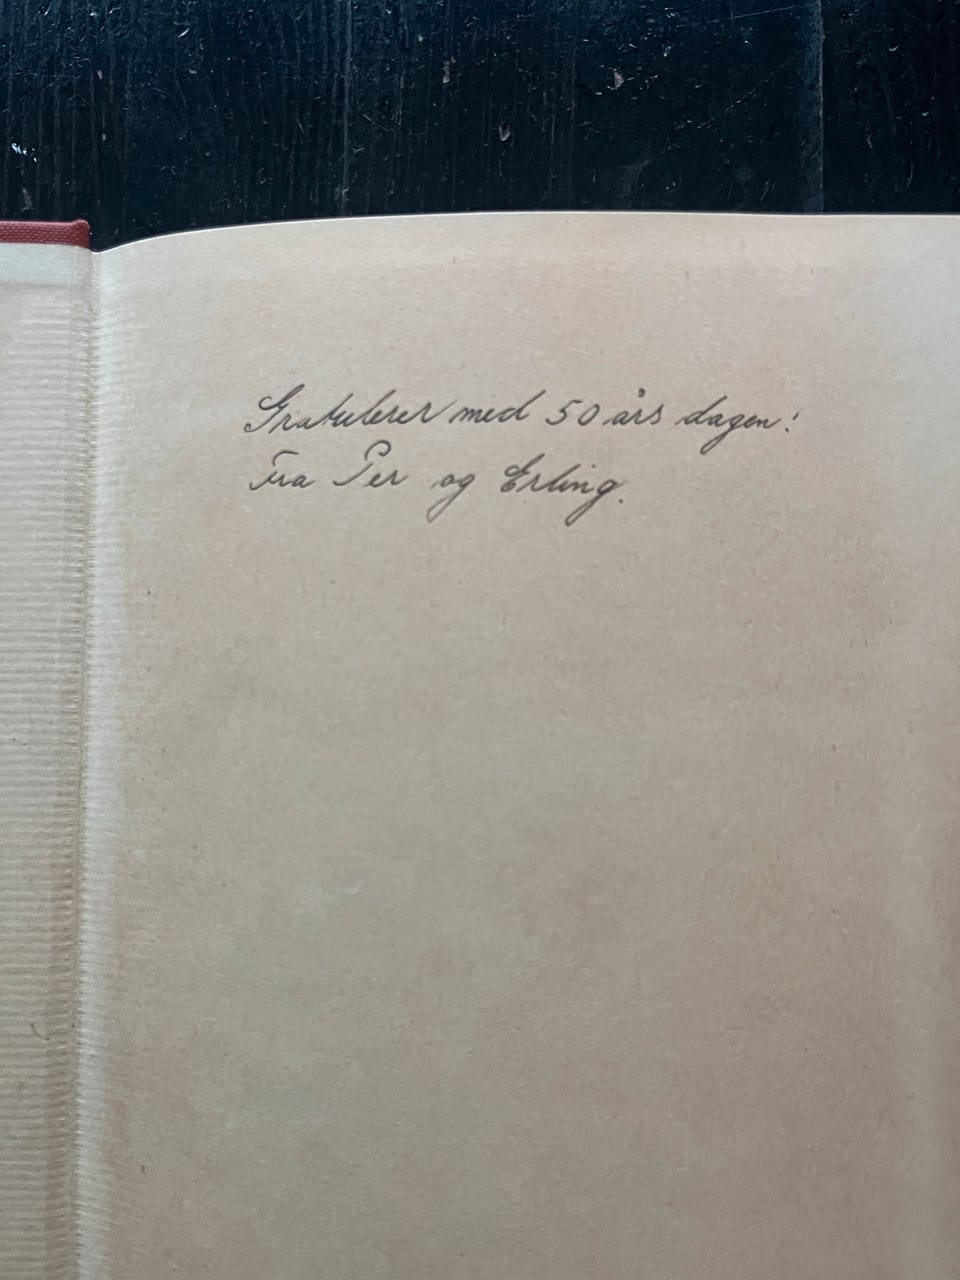 Gratulerer med 50 års dagen!
Fra Per og Erling.